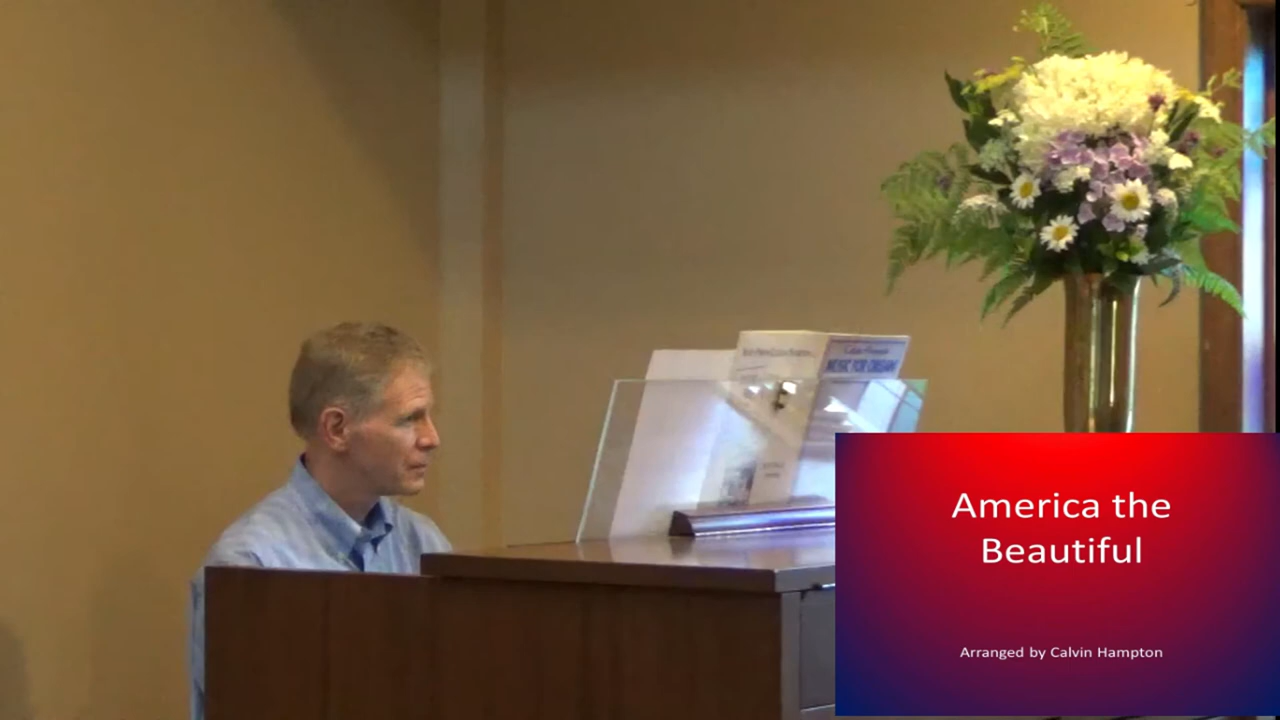 MUSIC FOR ORGAN
America the
Beautiful
Arranged by Calvin Hampton